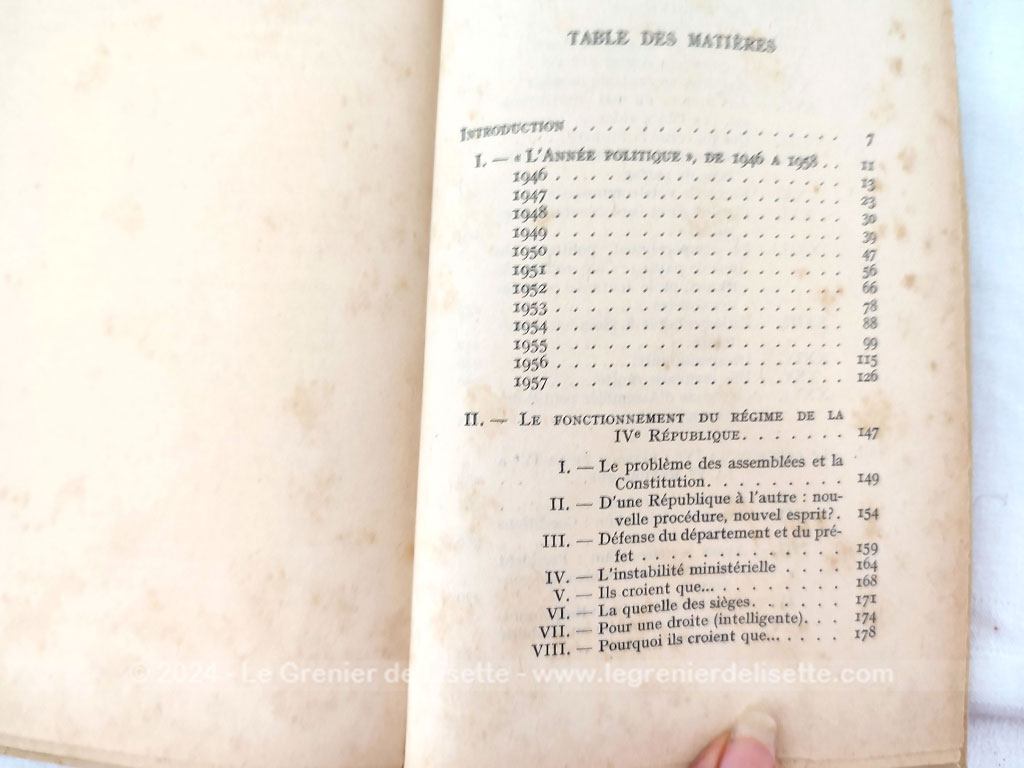 TABLE DES MATIÈRES
INTRODUCTION . . . . . . . . . . . . . . . . 7
I. — « L'ANNÉE POLITIQUE », DE 1946 A 1958 . . 11
1946 . . . . . . . . . . . . . . . . 13
1947 . . . . . . . . . . . . . . . . 23
1948 . . . . . . . . . . . . . . . . 30
1949 . . . . . . . . . . . . . . . . 39
1950 . . . . . . . . . . . . . . . . 47
1951 . . . . . . . . . . . . . . . . 56
1952 . . . . . . . . . . . . . . . . 66
1953 . . . . . . . . . . . . . . . . 78
1954 . . . . . . . . . . . . . . . . 88
1955 . . . . . . . . . . . . . . . . 99
1956 . . . . . . . . . . . . . . . . 115
1957 . . . . . . . . . . . . . . . . 126
II. — LE FONCTIONNEMENT DU RÉGIME DE LA
IVe RÉPUBLIQUE. . . . . . . 147
I. — Le problème des assemblées et la
Constitution. . . . . . . . . 149
II. — D'une République à l'autre : nou-
velle procédure, nouvel esprit?. 154
III. — Défense du département et du pré-
fet . . . . . . . . . . . . . 159
IV. — L'instabilité ministérielle . . . . 164
V. — Ils croient que... . . . . . . . . 168
VI. — La querelle des sièges. . . . . . 171
VII. — Pour une droite (intelligente). . . 174
VIII. — Pourquoi ils croient que... . . . . 178
© 2024 - Le Grenier de Lisette - www.legrenierdelisette.com